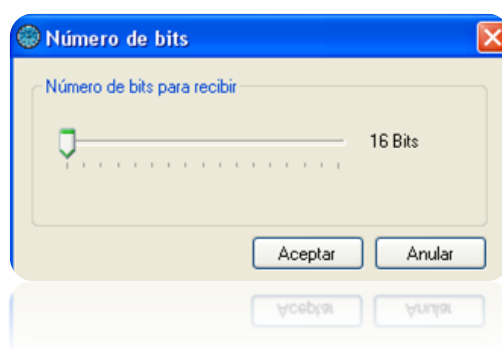 Número de bits
Número de bits para recibir
16 Bits
Aceptar Anular